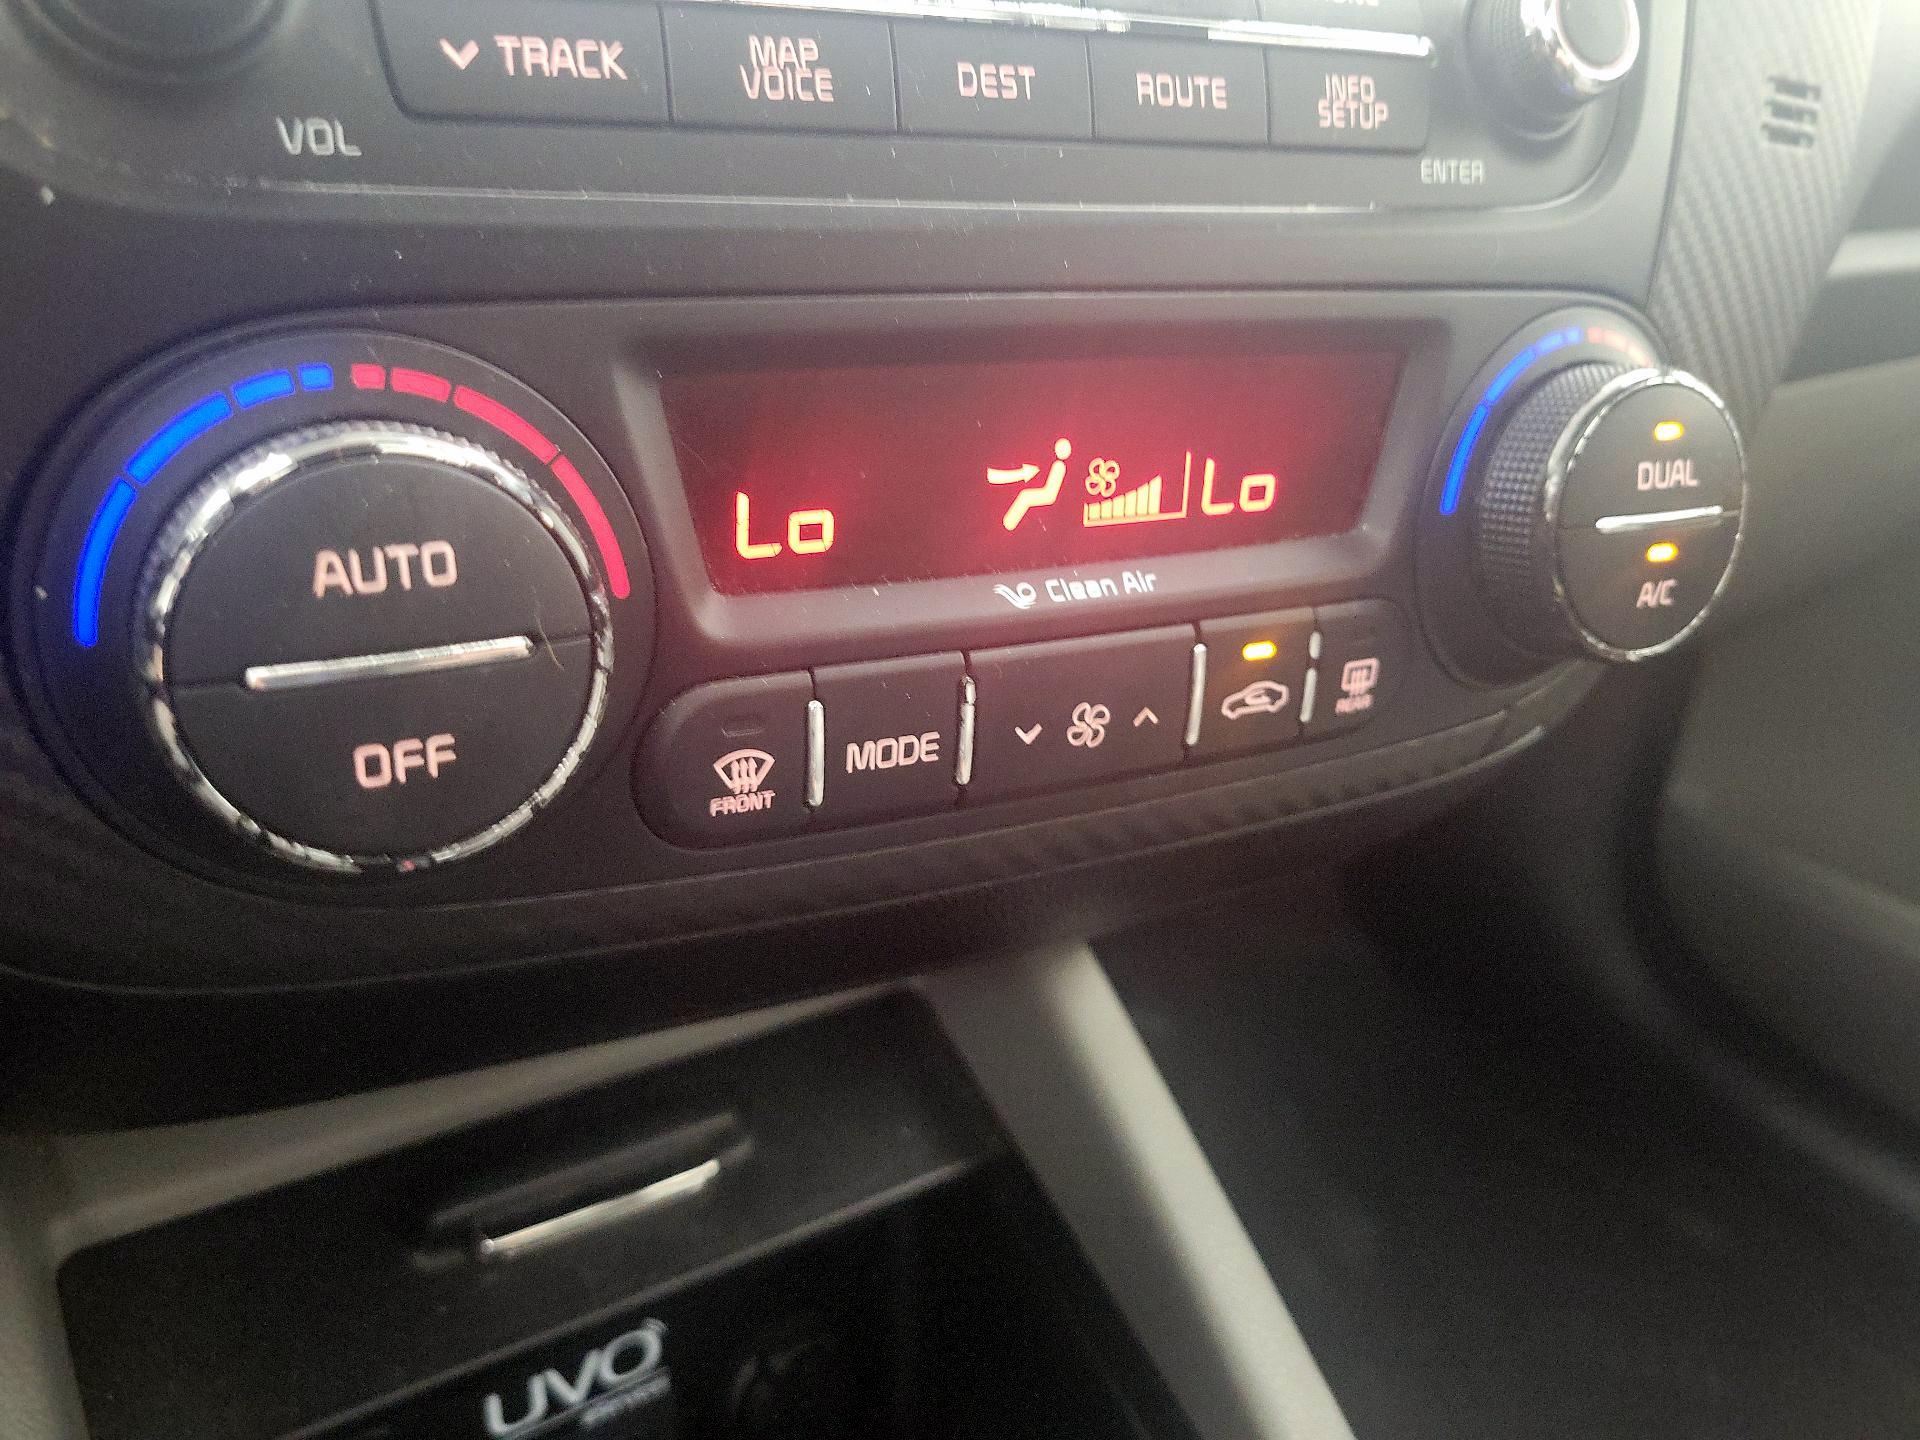 TRACK
MAP
VOICE
DEST
ROUTE
INFO
SETUP
VOL
ENTER
Lo
Lo
Clean Air
AUTO
OFF
DUAL
A/C
FRONT
MODE
REAR
UVO